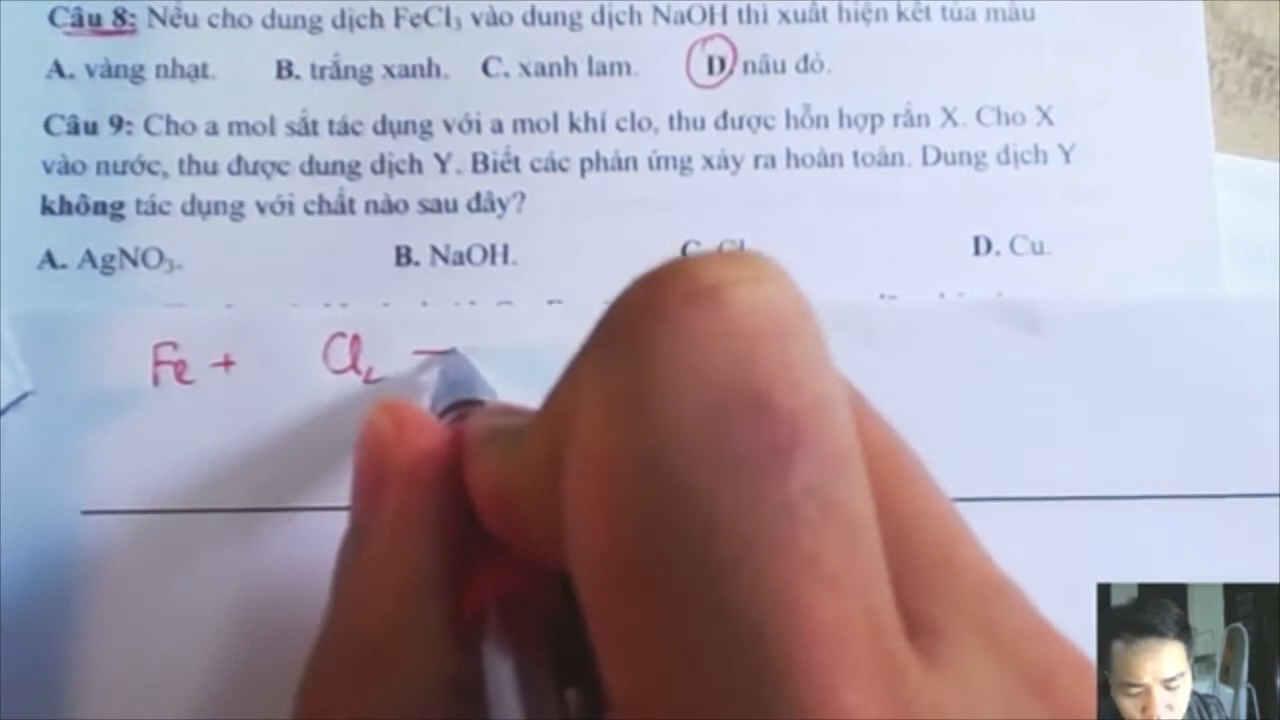 Câu 8: Nếu cho dung dịch FeCl₃ vào dung dịch NaOH thì xuất hiện kết tủa màu
A. vàng nhạt. B. trắng xanh. C. xanh lam. D. nâu đỏ.
Câu 9: Cho a mol sắt tác dụng với a mol khí clo, thu được hỗn hợp rắn X. Cho X
vào nước, thu được dung dịch Y. Biết các phản ứng xảy ra hoàn toàn. Dung dịch Y
không tác dụng với chất nào sau đây?
A. AgNO₃. B. NaOH. D. Cu.
Fe + Cl₂